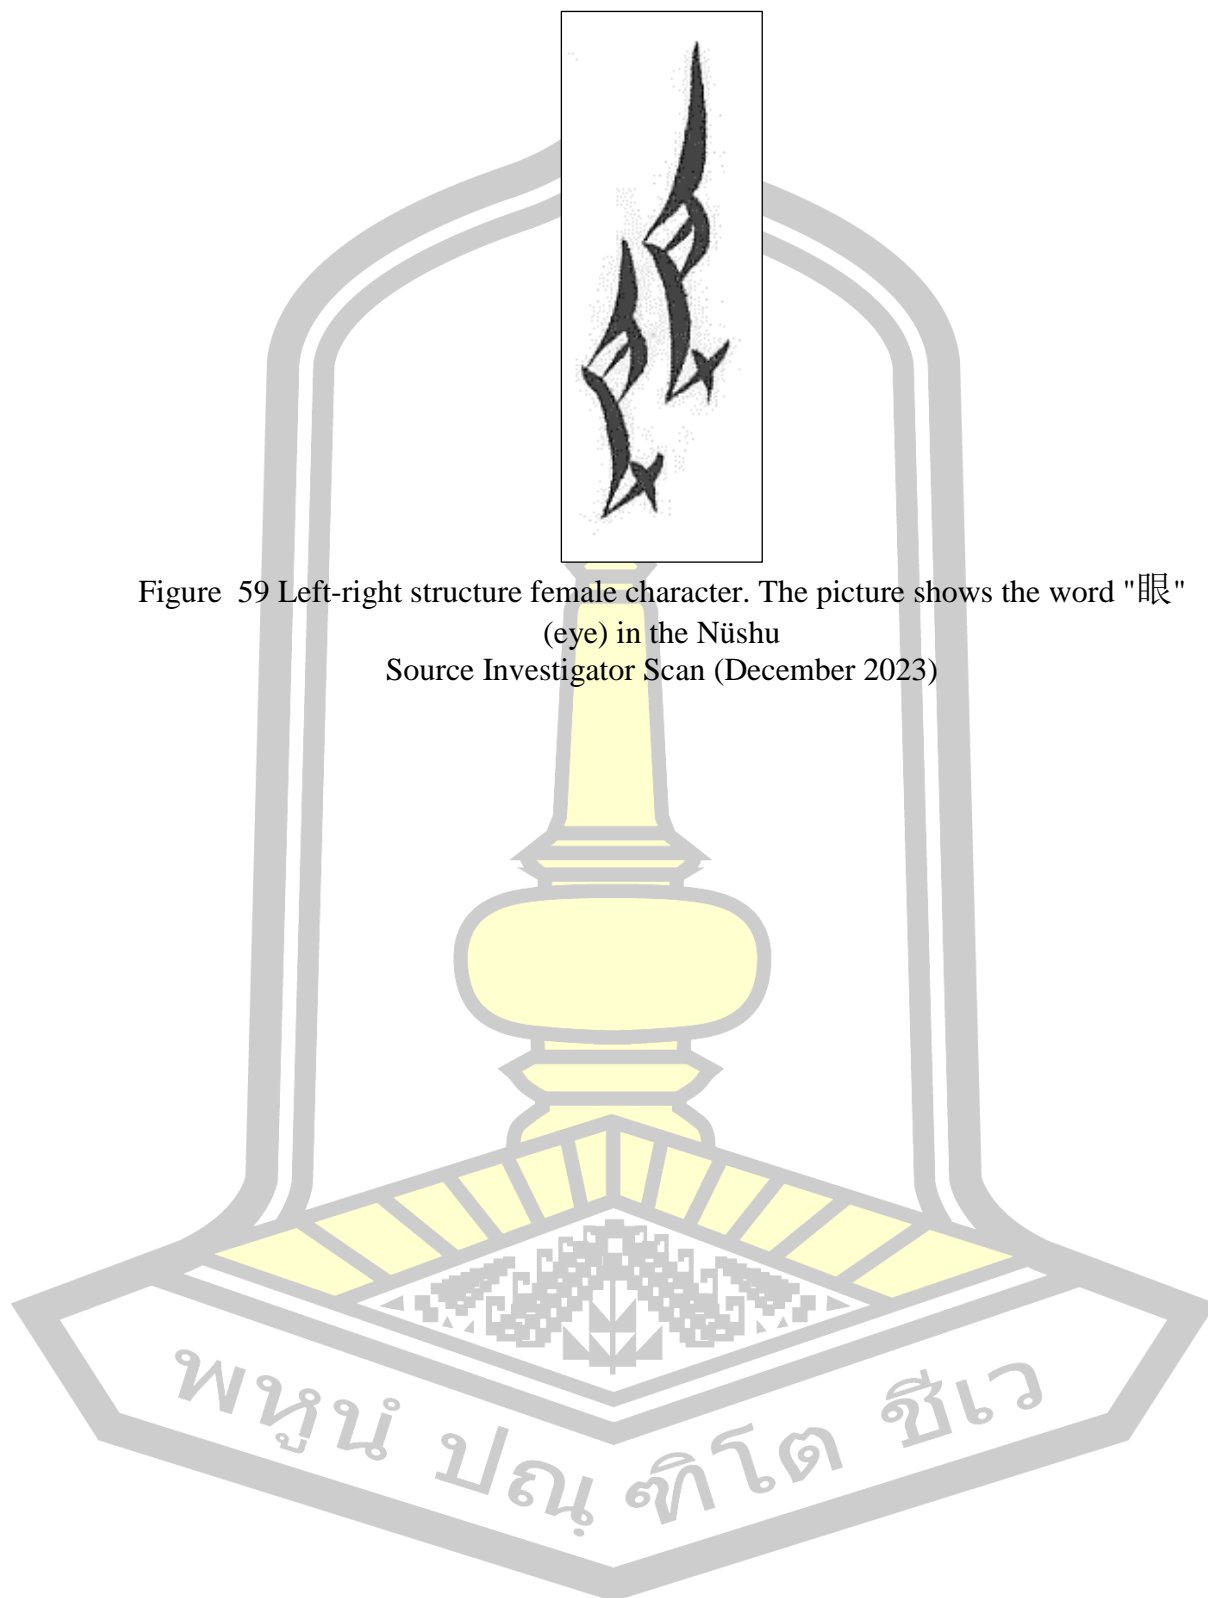 Figure  59 Left-right structure female character. The picture shows the word "眼"
(eye) in the Nüshu
Source Investigator Scan (December 2023)
พหูนํ ปณฺฑิโต ชีเว